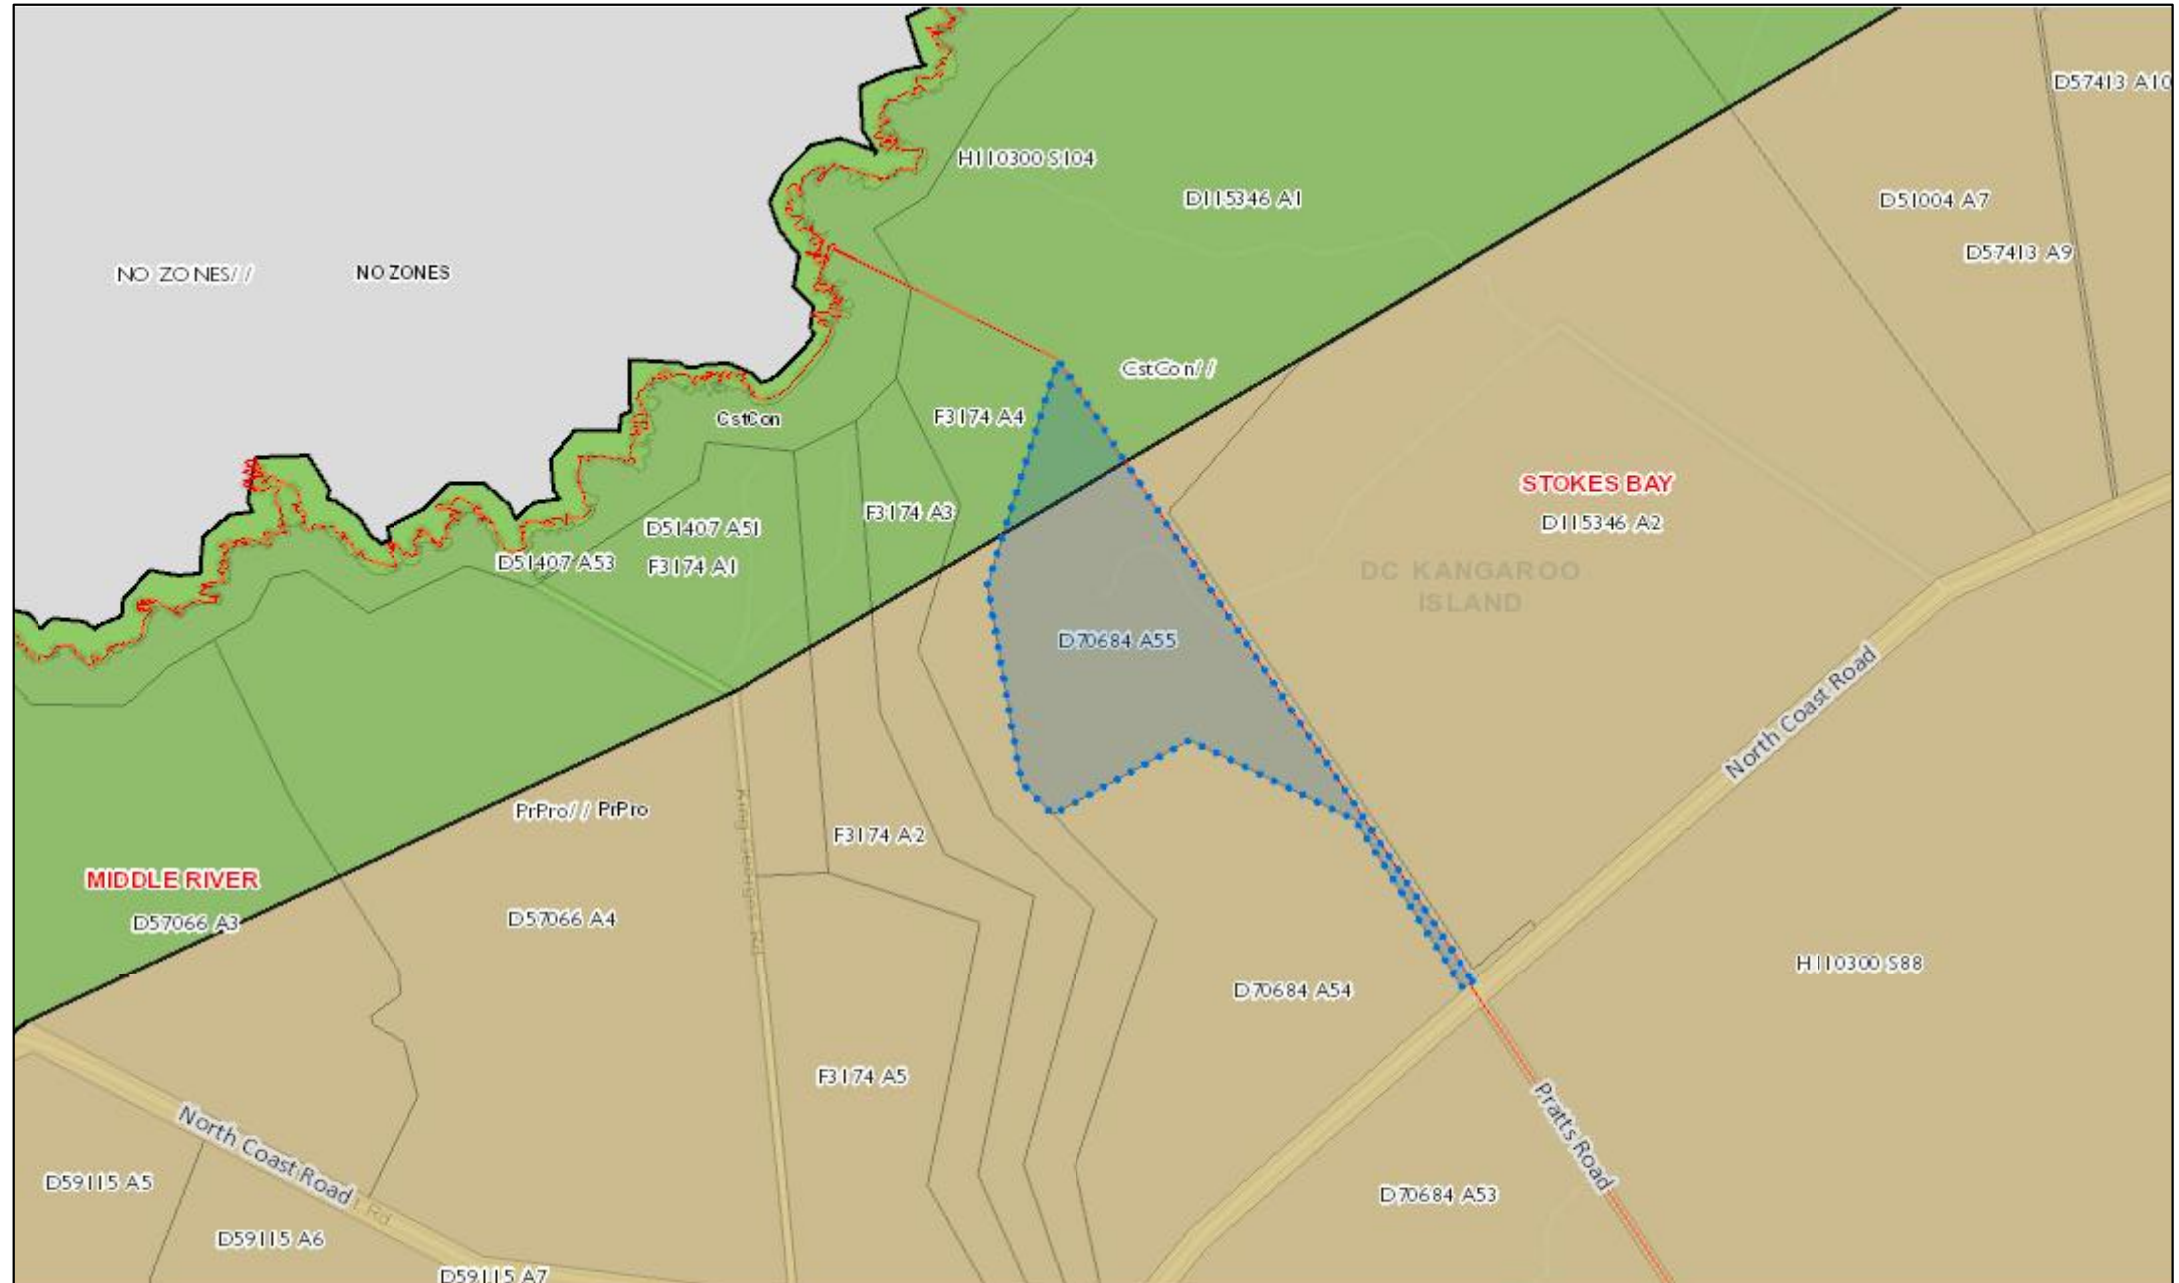 D57413 A10
H110300 S104
D115346 A1
D51004 A7
D57413 A9
NO ZONES//
NO ZONES
CstCon//
F3174 A4
CstCon
STOKES BAY
D115346 A2
F3174 A3
D51407 A51
D51407 A53
F3174 A1
DC KANGAROO
ISLAND
D70684 A55
North Coast Road
PrPro//
PrPro
F3174 A2
MIDDLE RIVER
D57066 A3
D57066 A4
H110300 S88
D70684 A54
F3174 A5
Pratts Road
North Coast Road
Rd
D59115 A5
D70684 A53
D59115 A6
D59115 A7